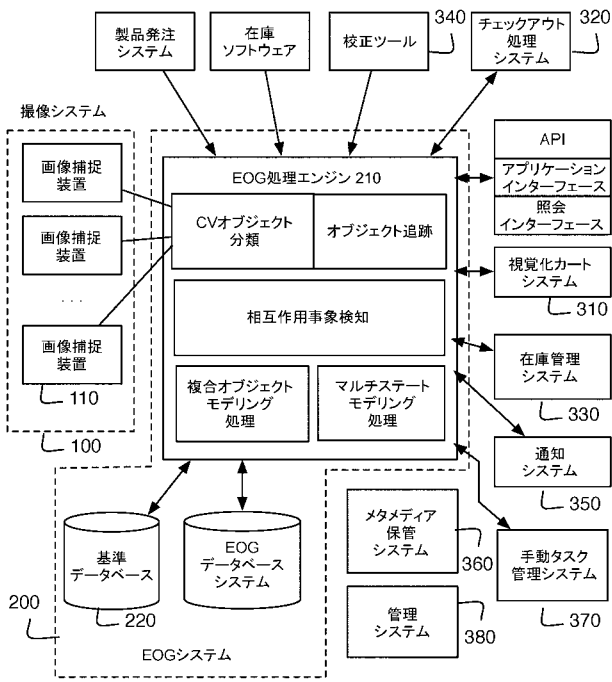 製品発注
システム
在庫
ソフトウェア
校正ツール
340
チェックアウト
処理
システム
320
撮像システム
画像捕捉
装置
画像捕捉
装置
...
画像捕捉
装置
110
100
EOG処理エンジン 210
CVオブジェクト
分類
オブジェクト追跡
相互作用事象検知
複合オブジェクト
モデリング
処理
マルチステート
モデリング
処理
API
アプリケーション
インターフェース
照会
インターフェース
視覚化カート
システム
310
在庫管理
システム
330
通知
システム
350
手動タスク
管理システム
370
メタメディア
保管
システム
360
管理
システム
380
基準
データベース
220
EOG
データベース
システム
200
EOGシステム